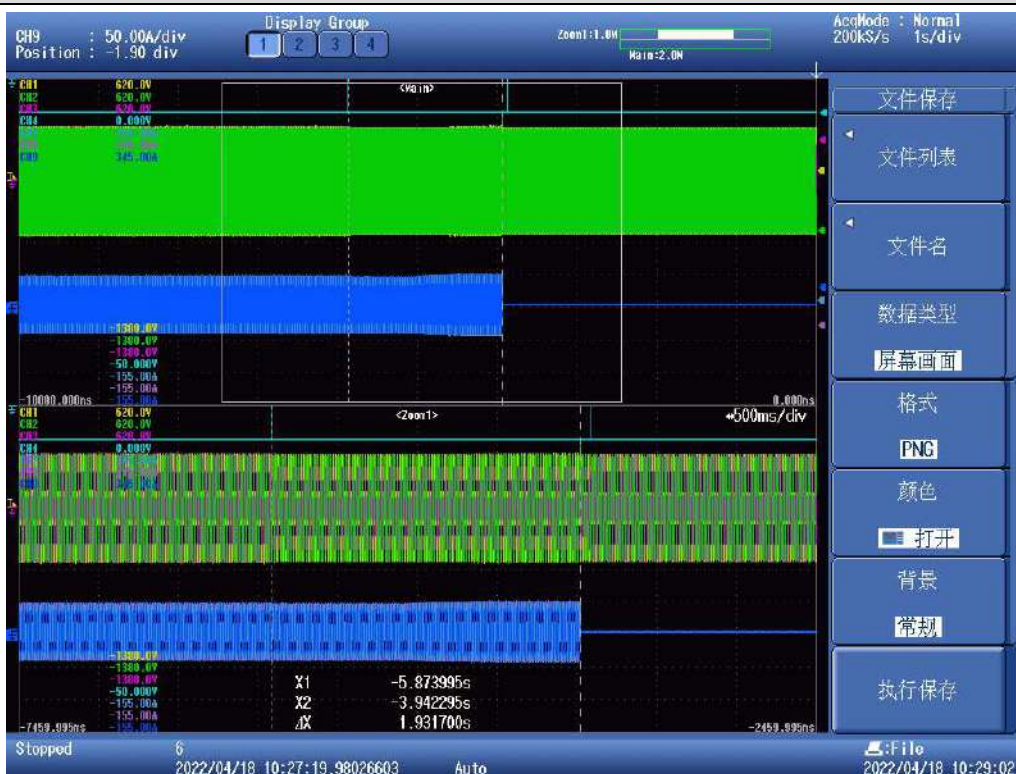 CH9 : 50.00A/div
Position : -1.90 div
Display Group
1 2 3 4
Zoom1:1.0M
Main:2.0M
AcqMode : Normal
200kS/s 1s/div
CH1 620.0V
CH2 620.0V
CH3 620.0V
CH4 0.000V
CH9 345.00A
<Main>
-1380.0V
-1380.0V
-1380.0V
-50.000V
-155.00A
-155.00A
-155.00A
-10000.000ms
0.000ns
CH1 620.0V
CH2 620.0V
CH3 620.0V
CH4 0.000V
<Zoom1>
500ms/div
-1380.0V
-1380.0V
-1380.0V
-50.000V
-155.00A
-155.00A
-155.00A
X1 -5.873995s
X2 -3.942295s
ΔX 1.931700s
-7459.995ms
-2459.995ms
文件保存
文件列表
文件名
数据类型
屏幕画面
格式
PNG
颜色
打开
背景
常规
执行保存
Stopped 6
2022/04/18 10:27:19.98026603 Auto
:File
2022/04/18 10:29:02